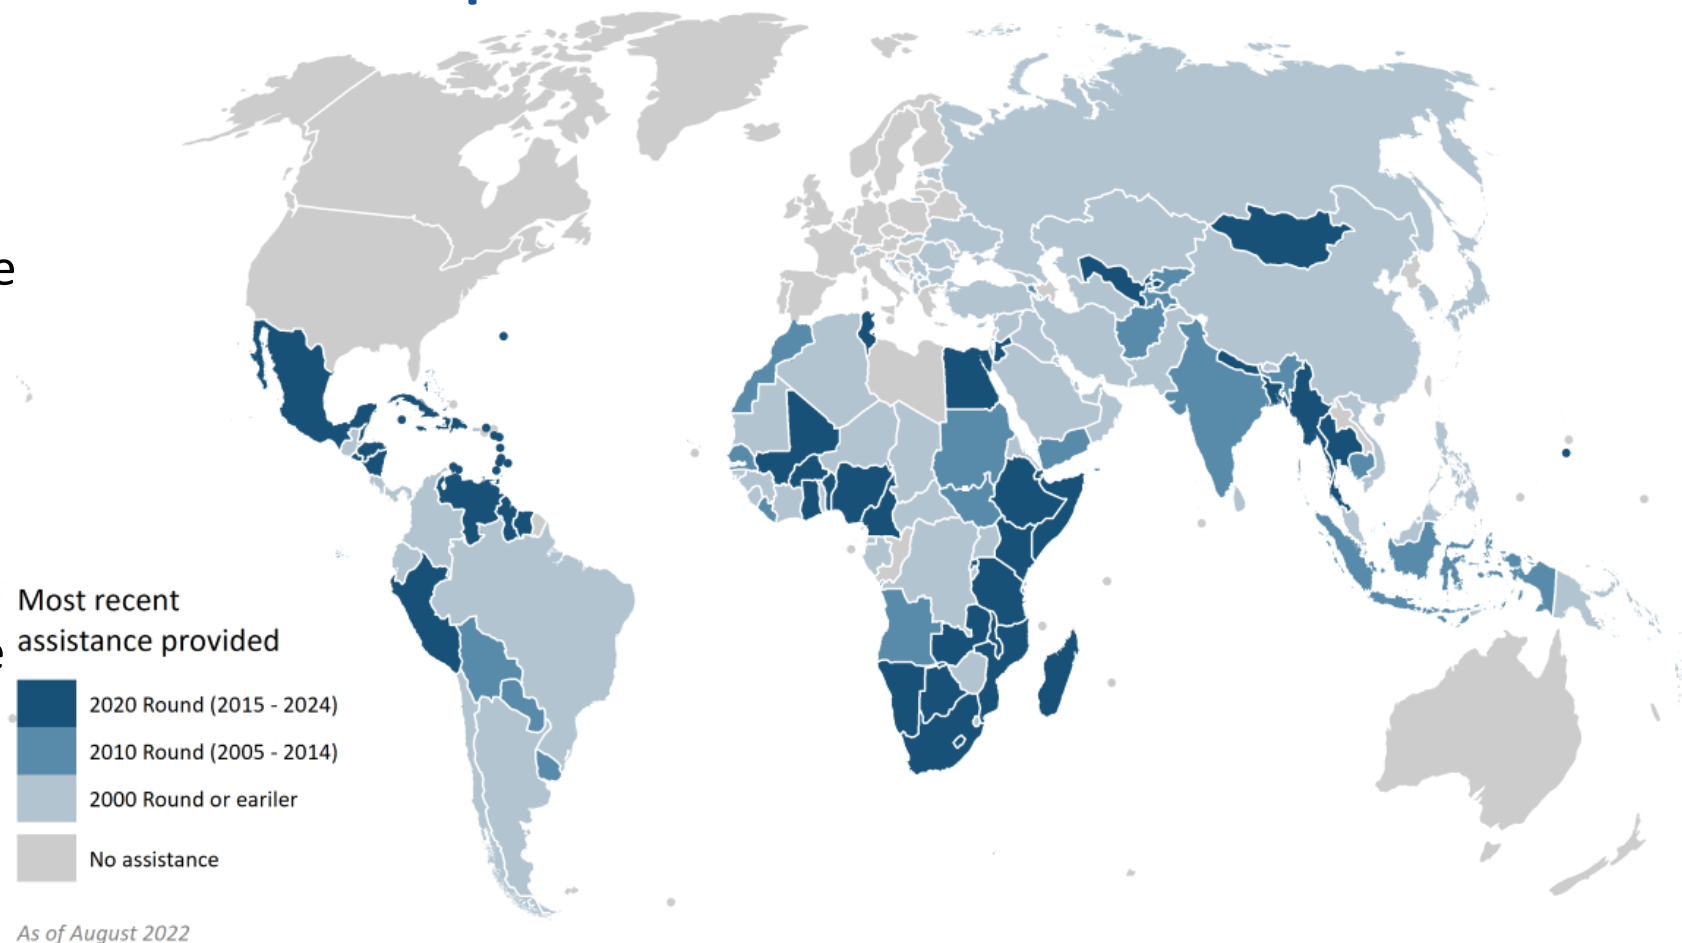 e
e
Most recent
assistance provided
2020 Round (2015 - 2024)
2010 Round (2005 - 2014)
2000 Round or eariler
No assistance
As of August 2022